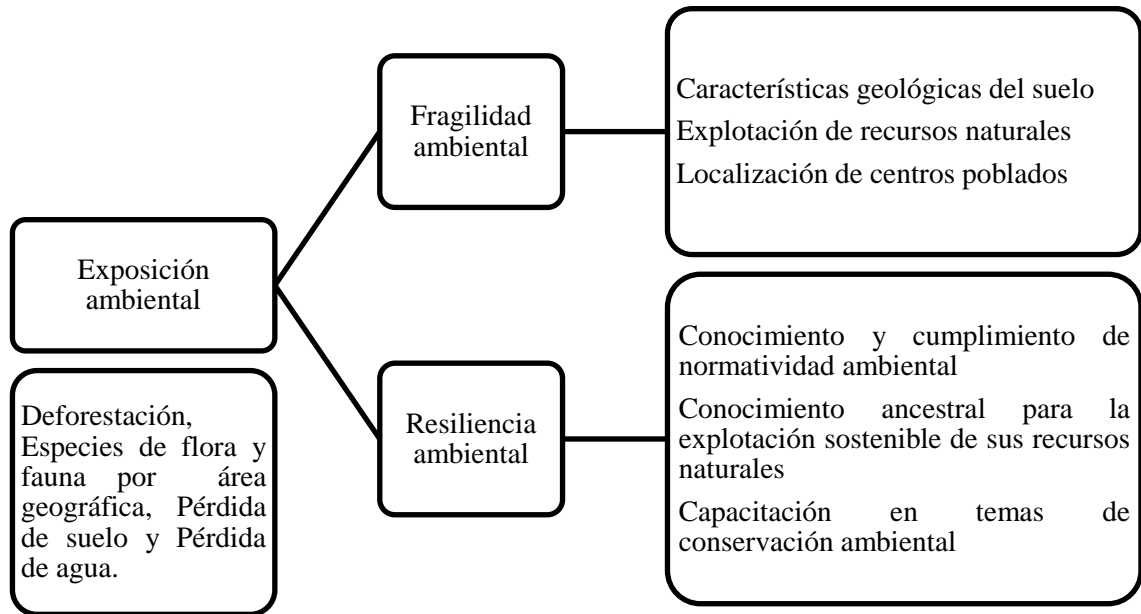 Exposición
ambiental
Deforestación,
Especies de flora y
fauna por área
geográfica, Pérdida
de suelo y Pérdida
de agua.
Fragilidad
ambiental
Características geológicas del suelo
Explotación de recursos naturales
Localización de centros poblados
Resiliencia
ambiental
Conocimiento y cumplimiento de
normatividad ambiental
Conocimiento ancestral para la
explotación sostenible de sus recursos
naturales
Capacitación en temas de
conservación ambiental